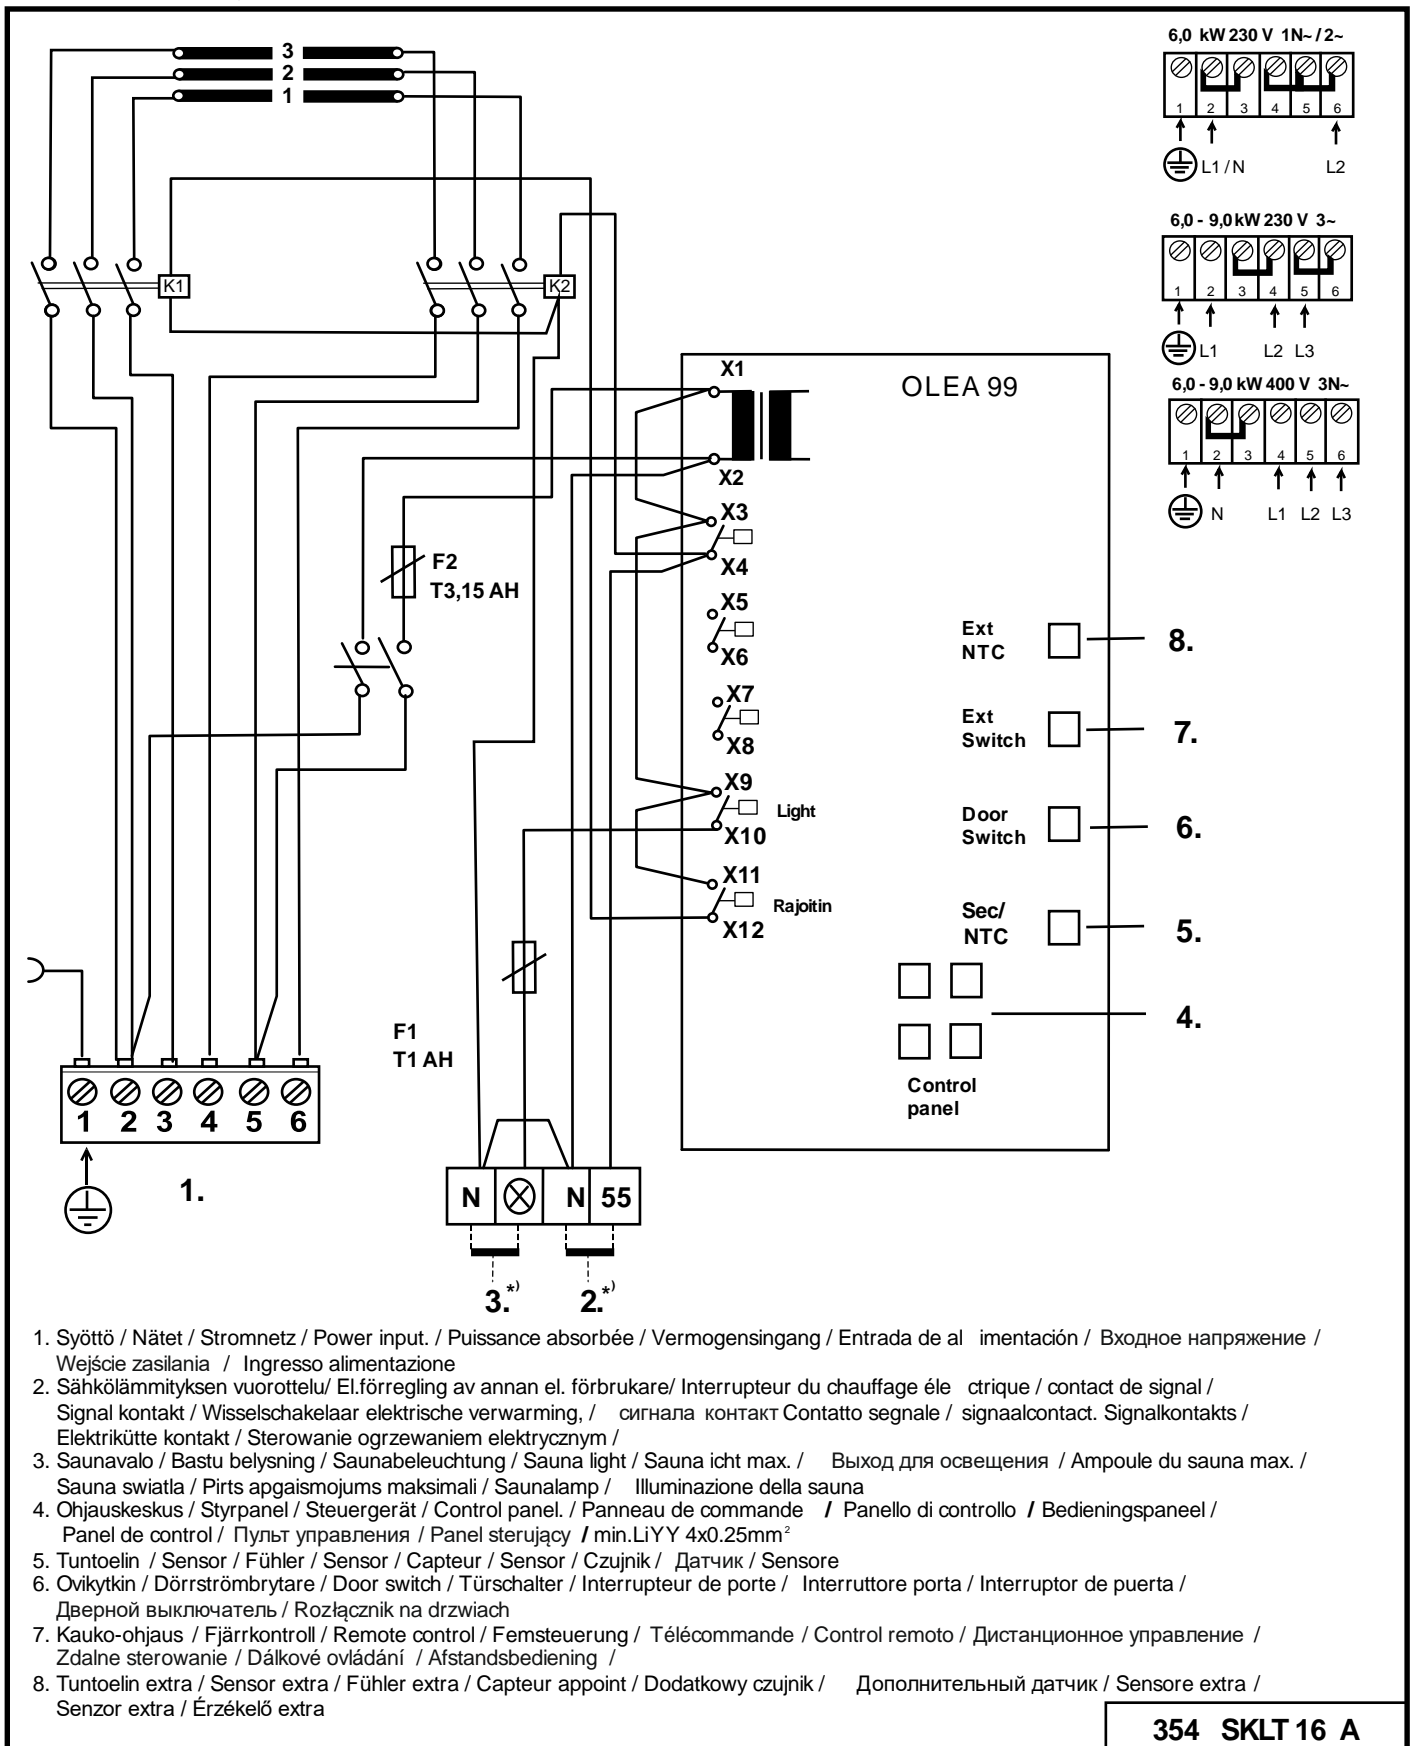 3
2
1
K1
K2
6,0 kW 230 V 1N~ / 2~
1 2 3 4 5 6
L1 / N L2
6,0 - 9,0 kW 230 V 3~
1 2 3 4 5 6
L1 L2 L3
6,0 - 9,0 kW 400 V 3N~
1 2 3 4 5 6
N L1 L2 L3
OLEA 99
X1
X2
X3
X4
X5
X6
X7
X8
X9
Light
X10
X11
Rajoitin
X12
F2
T3,15 AH
Ext
NTC
8.
Ext
Switch
7.
Door
Switch
6.
Sec/
NTC
5.
4.
Control
panel
F1
T1 AH
1 2 3 4 5 6
1.
N N 55
3.*) 2.*)
1. Syöttö / Nätet / Stromnetz / Power input. / Puissance absorbée / Vermogensingang / Entrada de al imentación / Входное напряжение /
Wejście zasilania / Ingresso alimentazione
2. Sähkölämmityksen vuorottelu/ El.förregling av annan el. förbrukare/ Interrupteur du chauffage éle ctrique / contact de signal /
Signal kontakt / Wisselschakelaar elektrische verwarming, / сигнала контакт Contatto segnale / signaalcontact. Signalkontakts /
Elektrikütte kontakt / Sterowanie ogrzewaniem elektrycznym /
3. Saunavalo / Bastu belysning / Saunabeleuchtung / Sauna light / Sauna icht max. / Выход для освещения / Ampoule du sauna max. /
Sauna swiatla / Pirts apgaismojums maksimali / Saunalamp / Illuminazione della sauna
4. Ohjauskeskus / Styrpanel / Steuergerät / Control panel. / Panneau de commande / Panello di controllo / Bedieningspaneel /
Panel de control / Пульт управления / Panel sterujący / min.LiYY 4x0.25mm²
5. Tuntoelin / Sensor / Fühler / Sensor / Capteur / Sensor / Czujnik / Датчик / Sensore
6. Ovikytkin / Dörrströmbrytare / Door switch / Türschalter / Interrupteur de porte / Interruttore porta / Interruptor de puerta /
Дверной выключатель / Rozłącznik na drzwiach
7. Kauko-ohjaus / Fjärrkontroll / Remote control / Femsteuerung / Télécommande / Control remoto / Дистанционное управление /
Zdalne sterowanie / Dálkové ovládání / Afstandsbediening /
8. Tuntoelin extra / Sensor extra / Fühler extra / Capteur appoint / Dodatkowy czujnik / Дополнительный датчик / Sensore extra /
Senzor extra / Érzékelő extra
354 SKLT 16 A